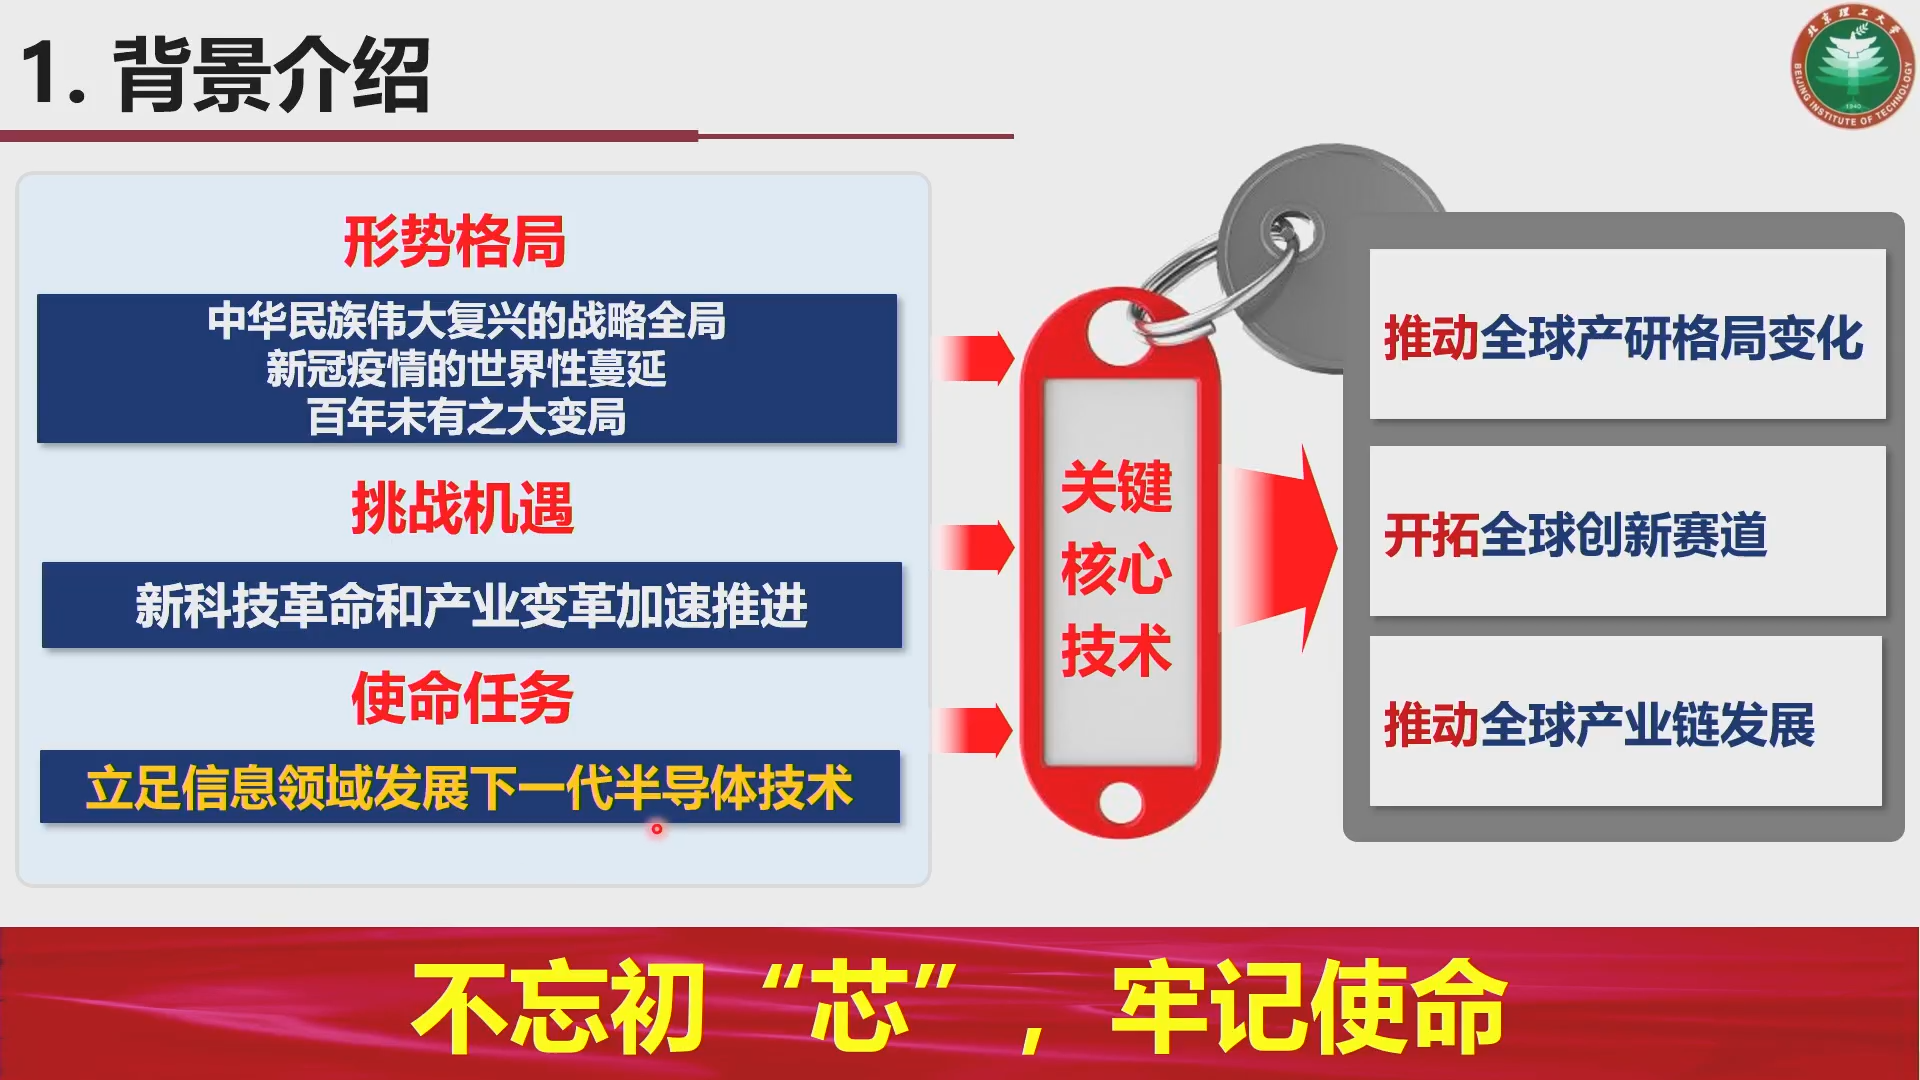 1. 背景介绍
北京理工大学
BEIJING INSTITUTE OF TECHNOLOGY
1940
形势格局
中华民族伟大复兴的战略全局
新冠疫情的世界性蔓延
百年未有之大变局
挑战机遇
新科技革命和产业变革加速推进
使命任务
立足信息领域发展下一代半导体技术
关键
核心
技术
推动全球产研格局变化
开拓全球创新赛道
推动全球产业链发展
不忘初“芯”，牢记使命